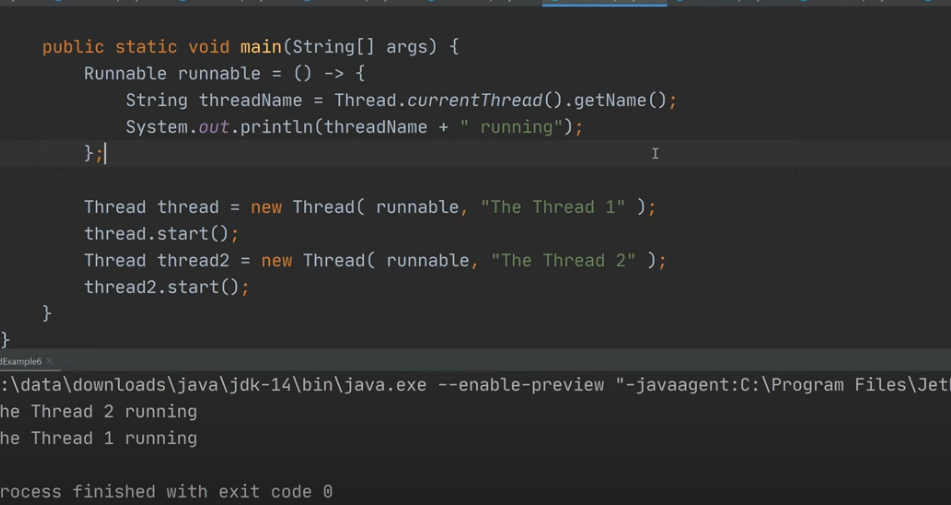 public static void main(String[] args) {
Runnable runnable = () -> {
String threadName = Thread.currentThread().getName();
System.out.println(threadName + " running");
};
Thread thread = new Thread( runnable, "The Thread 1" );
thread.start();
Thread thread2 = new Thread( runnable, "The Thread 2" );
thread2.start();
}
}
dExample6
:\data\downloads\java\jdk-14\bin\java.exe --enable-preview "-javaagent:C:\Program Files\Jet
he Thread 2 running
he Thread 1 running
rocess finished with exit code 0